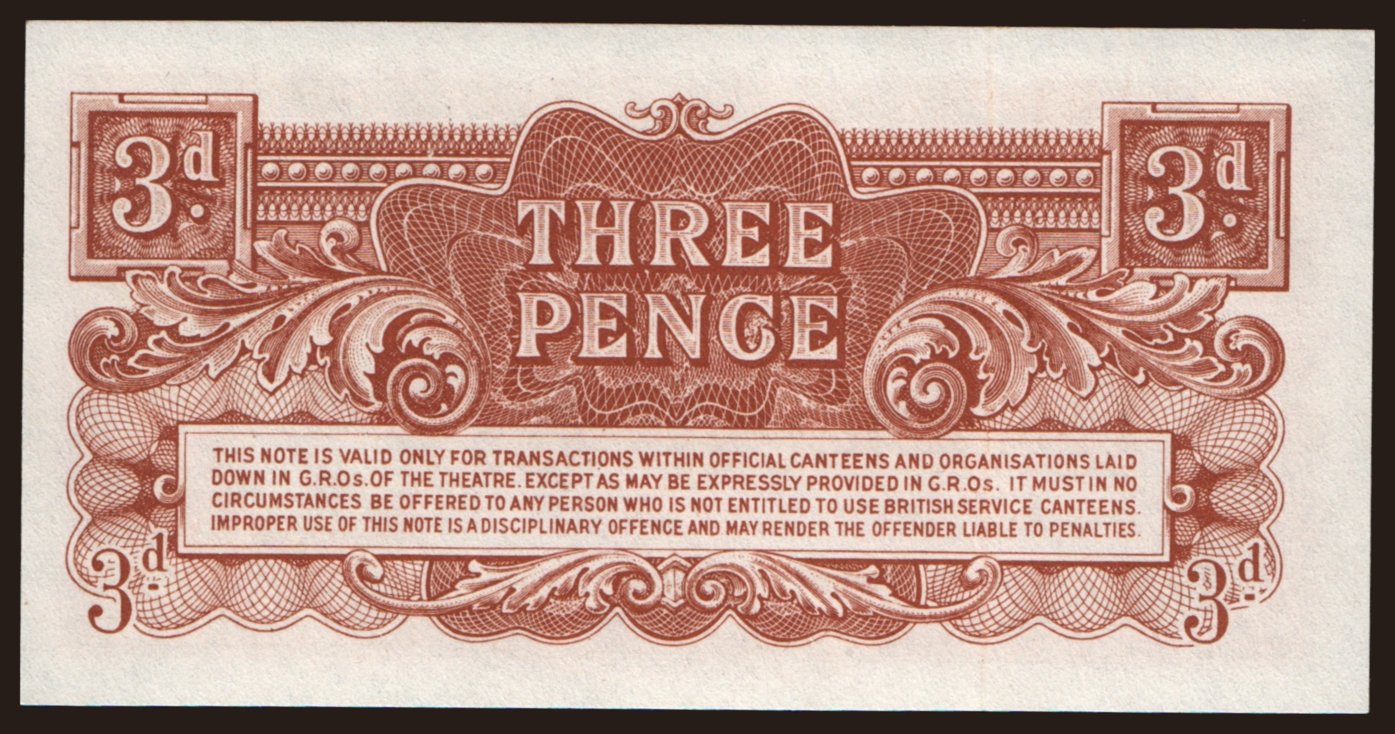 3d.
3d.
THREE
PENCE
THIS NOTE IS VALID ONLY FOR TRANSACTIONS WITHIN OFFICIAL CANTEENS AND ORGANISATIONS LAID
DOWN IN G.R.Os. OF THE THEATRE. EXCEPT AS MAY BE EXPRESSLY PROVIDED IN G.R.Os. IT MUST IN NO
CIRCUMSTANCES BE OFFERED TO ANY PERSON WHO IS NOT ENTITLED TO USE BRITISH SERVICE CANTEENS.
IMPROPER USE OF THIS NOTE IS A DISCIPLINARY OFFENCE AND MAY RENDER THE OFFENDER LIABLE TO PENALTIES.
3d.
3d.